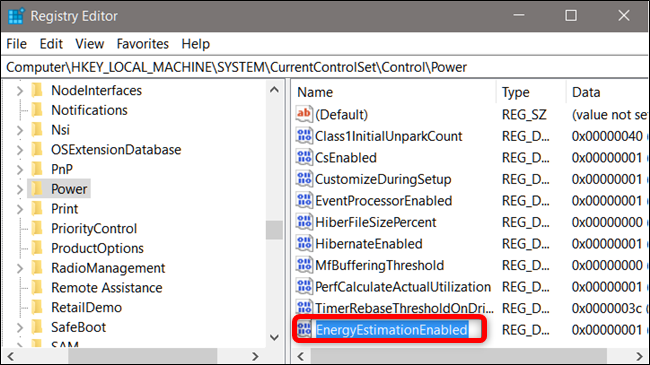 Registry Editor
File Edit View Favorites Help
Computer\HKEY_LOCAL_MACHINE\SYSTEM\CurrentControlSet\Control\Power
NodeInterfaces
Notifications
Nsi
OSExtensionDatabase
PnP
Power
Print
PriorityControl
ProductOptions
RadioManagement
Remote Assistance
RetailDemo
SafeBoot
SAM
Name Type Data
(Default) REG_SZ (value not se
Class1InitialUnparkCount REG_D... 0x00000040 (
CsEnabled REG_D... 0x00000001 (
CustomizeDuringSetup REG_D... 0x00000001 (
EventProcessorEnabled REG_D... 0x00000001 (
HiberFileSizePercent REG_D... 0x00000000 (
HibernateEnabled REG_D... 0x00000001 (
MfBufferingThreshold REG_D... 0x00000000 (
PerfCalculateActualUtilization REG_D... 0x00000001 (
TimerRebaseThresholdOnDri... REG_D... 0x0000003c (
EnergyEstimationEnabled REG_D... 0x00000001 (